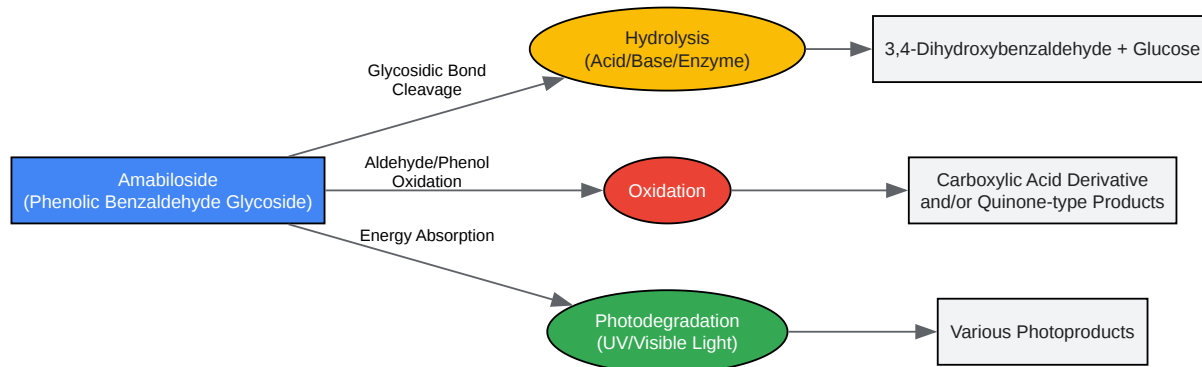 Hydrolysis
(Acid/Base/Enzyme)
3,4-Dihydroxybenzaldehyde + Glucose
Glycosidic Bond
Cleavage
Amabiloside
(Phenolic Benzaldehyde Glycoside)
Aldehyde/Phenol
Oxidation
Oxidation
Carboxylic Acid Derivative
and/or Quinone-type Products
Energy Absorption
Photodegradation
(UV/Visible Light)
Various Photoproducts